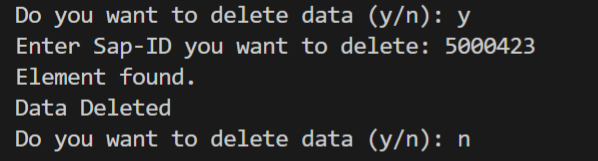 Do you want to delete data (y/n): y
Enter Sap-ID you want to delete: 5000423
Element found.
Data Deleted
Do you want to delete data (y/n): n